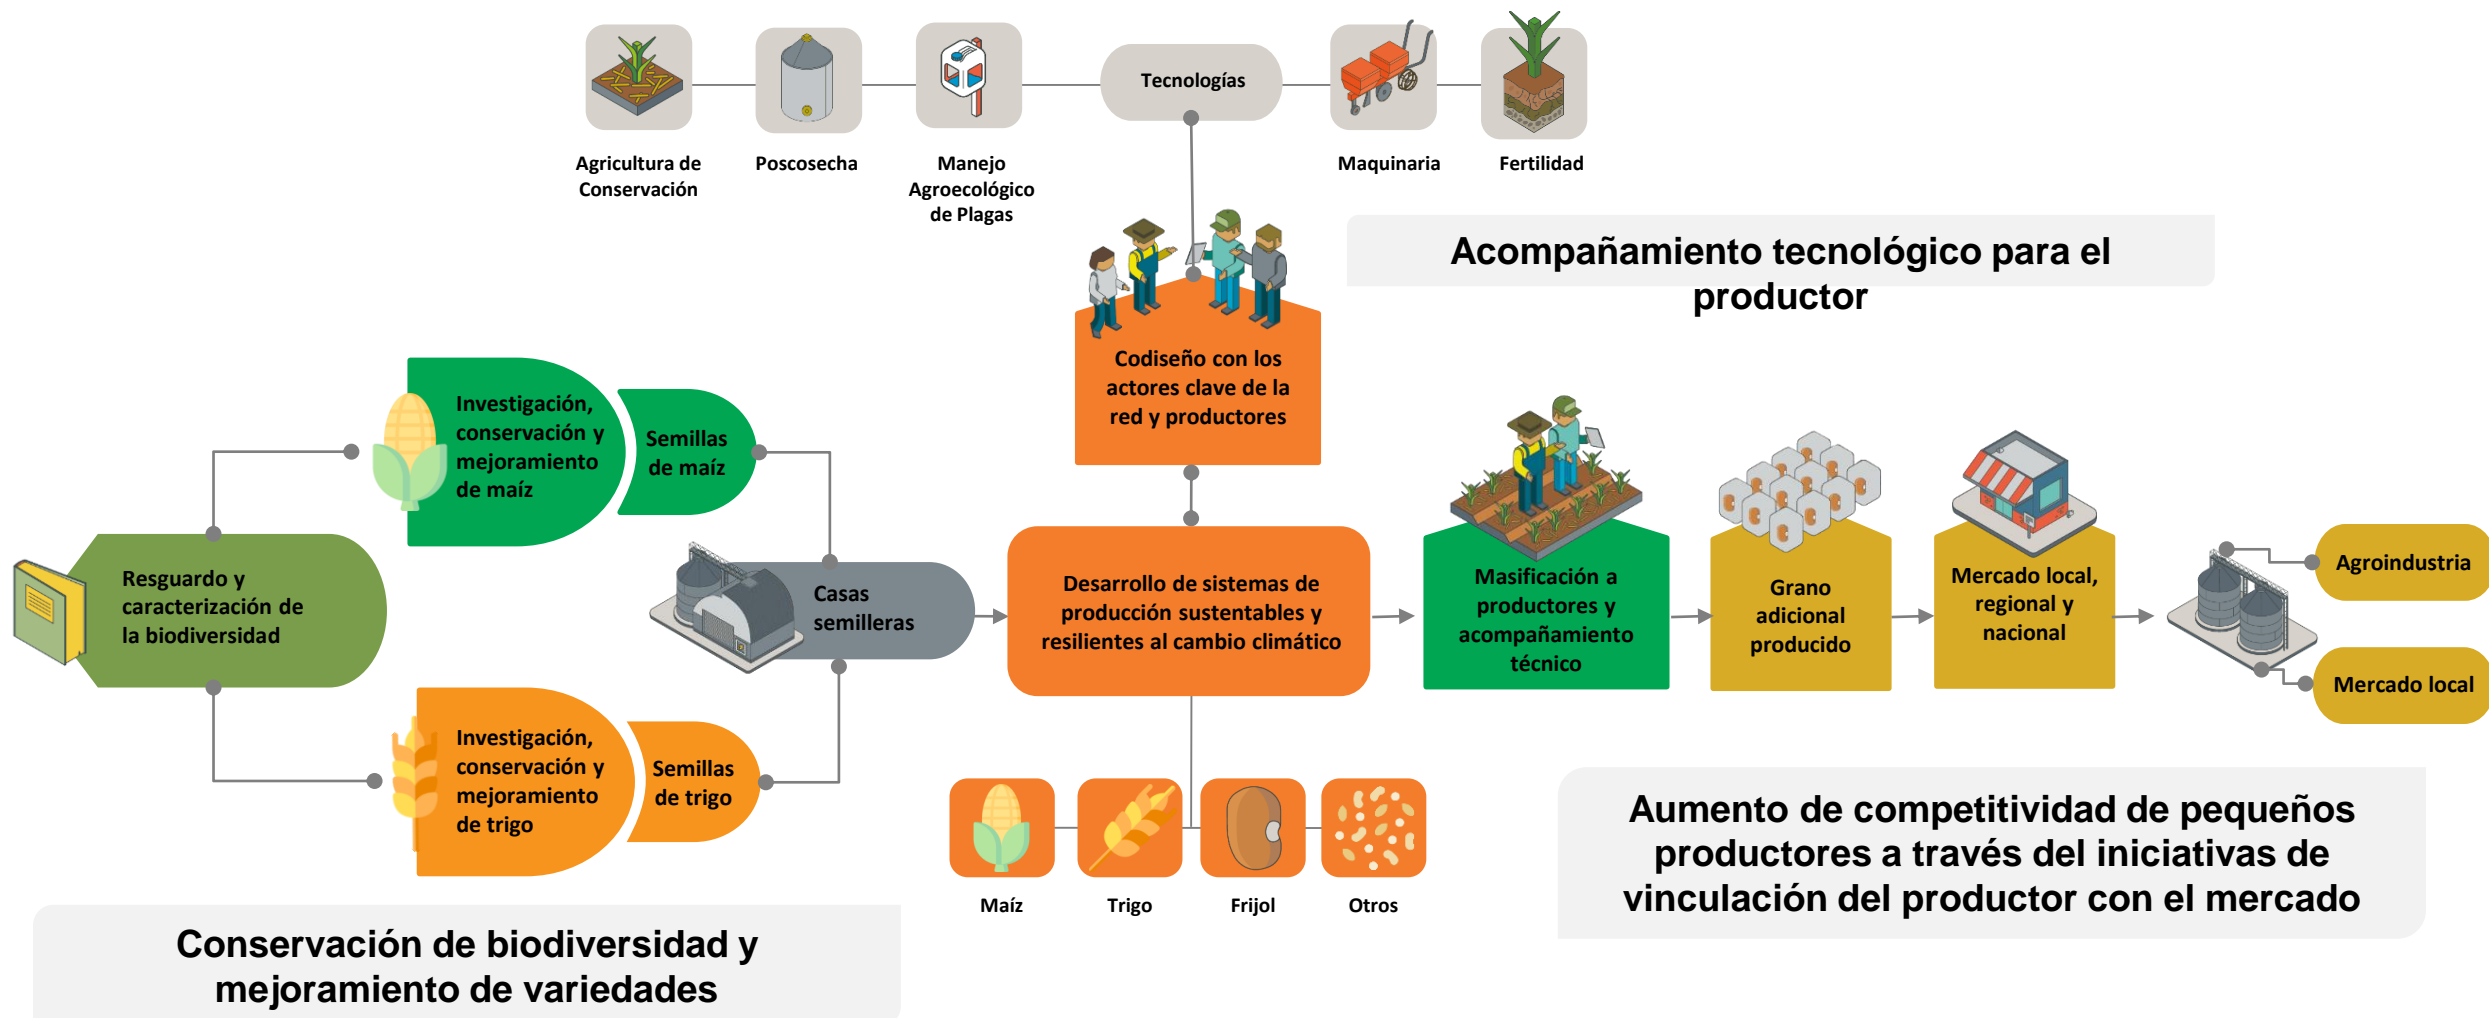 Tecnologías
Agricultura de
Conservación
Poscosecha
Manejo
Agroecológico
de Plagas
Maquinaria
Fertilidad
Acompañamiento tecnológico para el
productor
Codiseño con los
actores clave de la
red y productores
Investigación,
conservación y
mejoramiento
de maíz
Semillas
de maíz
Resguardo y
caracterización de
la biodiversidad
Casas
semilleras
Desarrollo de sistemas de
producción sustentables y
resilientes al cambio climático
Masificación a
productores y
acompañamiento
técnico
Grano
adicional
producido
Mercado local,
regional y
nacional
Agroindustria
Mercado local
Investigación,
conservación y
mejoramiento
de trigo
Semillas
de trigo
Maíz
Trigo
Frijol
Otros
Aumento de competitividad de pequeños
productores a través del iniciativas de
vinculación del productor con el mercado
Conservación de biodiversidad y
mejoramiento de variedades